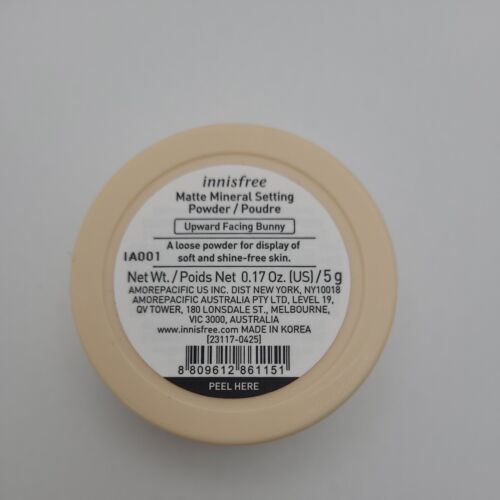 innisfree
Matte Mineral Setting
Powder / Poudre
Upward Facing Bunny
A loose powder for display of
soft and shine-free skin.
IA001
Net Wt. / Poids Net 0.17 Oz. (US) / 5 g
AMOREPACIFIC US INC. DIST NEW YORK, NY10018
AMOREPACIFIC AUSTRALIA PTY LTD, LEVEL 19,
QV TOWER, 180 LONSDALE ST., MELBOURNE,
VIC 3000, AUSTRALIA
www.innisfree.com MADE IN KOREA
[23117-0425]
8 809612 861151
PEEL HERE